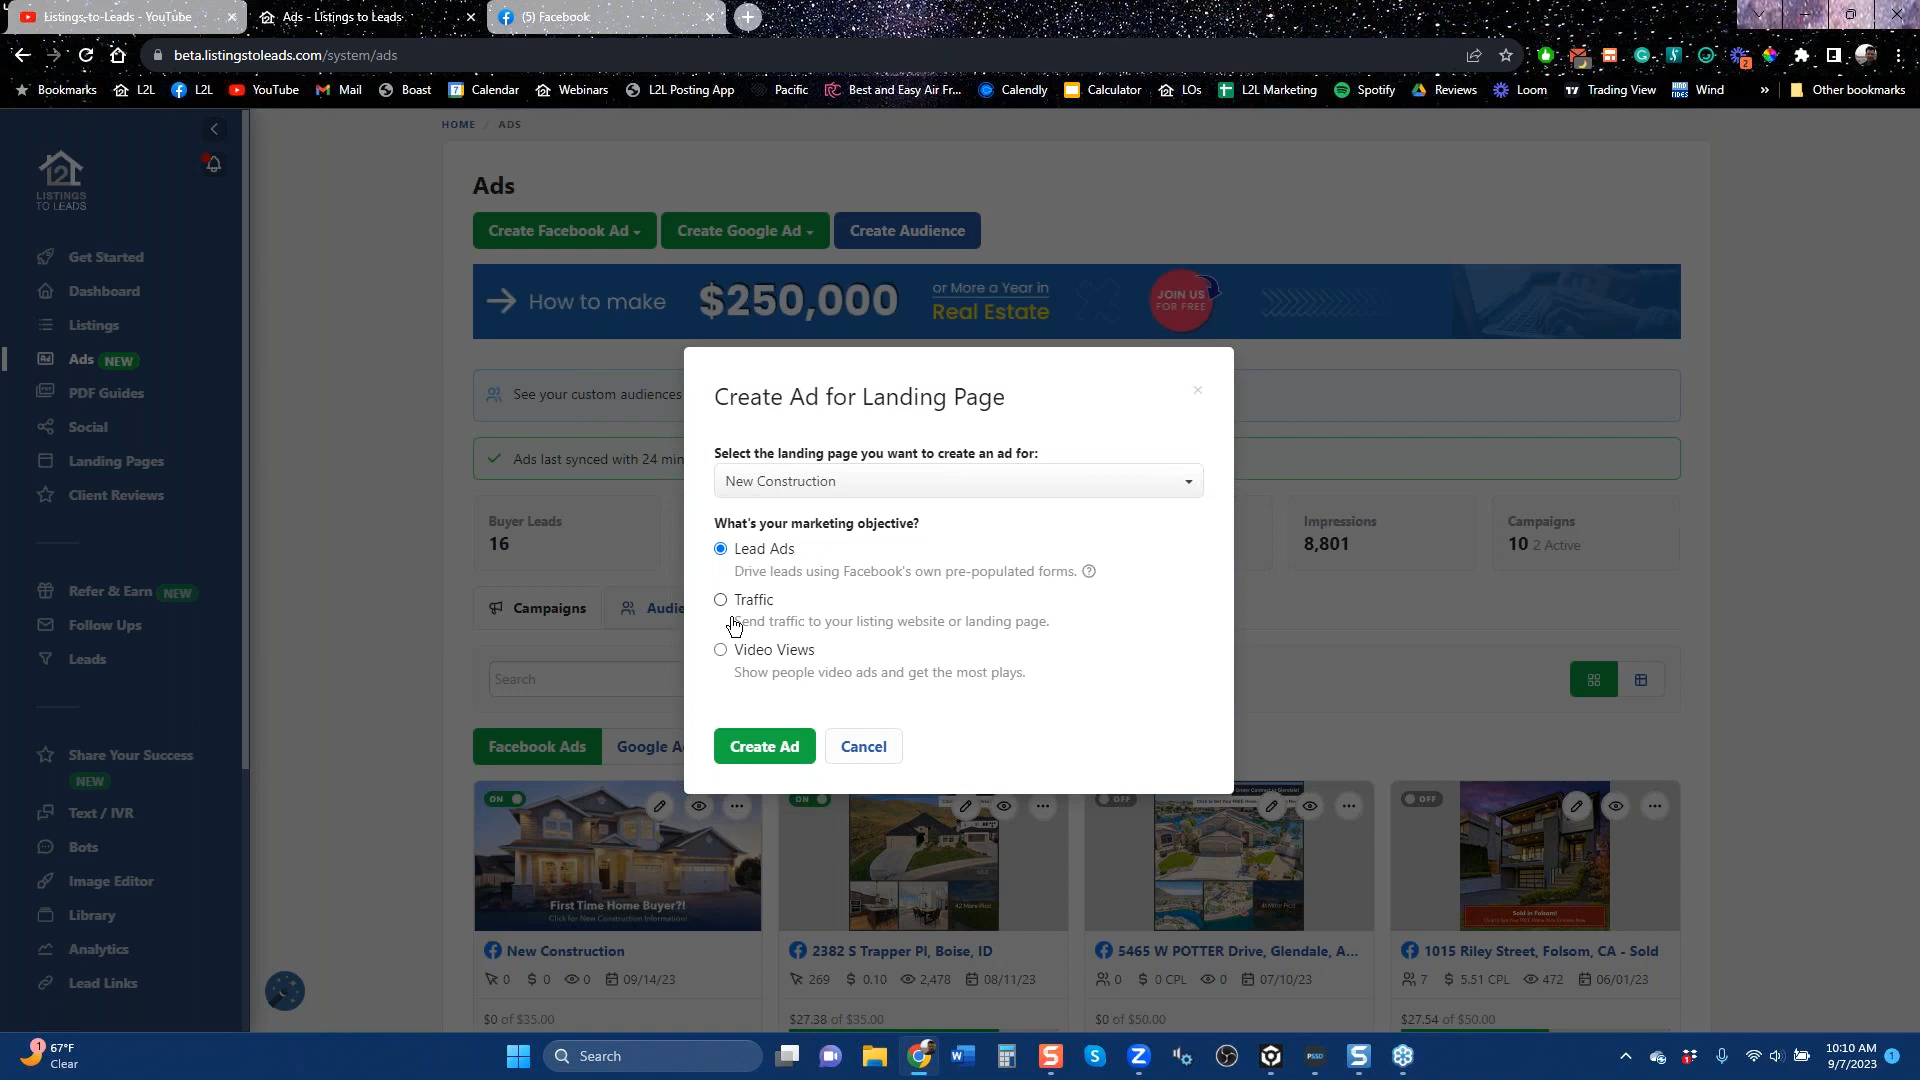 Listings-to-Leads - YouTube
Ads - Listings to Leads
(5) Facebook
beta.listingstoleads.com/system/ads
Bookmarks L2L L2L YouTube Mail Boast Calendar Webinars L2L Posting App Pacific Best and Easy Air Fr... Calendly Calculator LOs L2L Marketing Spotify Reviews Loom Trading View Wind » Other bookmarks
HOME / ADS
LISTINGS
TO LEADS
Get Started
Dashboard
Listings
Ads NEW
PDF Guides
Social
Landing Pages
Client Reviews
Refer & Earn NEW
Follow Ups
Leads
Share Your Success
NEW
Text / IVR
Bots
Image Editor
Library
Analytics
Lead Links
Ads
Create Facebook Ad
Create Google Ad
Create Audience
How to make $250,000 or More a Year in
Real Estate
JOIN US
FOR FREE
See your custom audiences
Ads last synced with 24 min
Buyer Leads
16
Impressions
8,801
Campaigns
10 2 Active
Campaigns
Audie
Search
Facebook Ads
Google A
Create Ad for Landing Page
×
Select the landing page you want to create an ad for:
New Construction
What's your marketing objective?
Lead Ads
Drive leads using Facebook's own pre-populated forms.
Traffic
Send traffic to your listing website or landing page.
Video Views
Show people video ads and get the most plays.
Create Ad
Cancel
ON
First Time Home Buyer?!
Click for New Construction Information!
New Construction
0 $ 0 0 09/14/23
$0 of $35.00
ON
2382 S Trapper Pl, Boise, ID
269 $ 0.10 2,478 08/11/23
$27.38 of $35.00
OFF
5465 W POTTER Drive, Glendale, A...
0 $ 0 CPL 0 07/10/23
$0 of $50.00
OFF
Sold in Folsom!
1015 Riley Street, Folsom, CA - Sold
7 $ 5.51 CPL 472 06/01/23
$27.54 of $50.00
67°F
Clear
Search
10:10 AM
9/7/2023